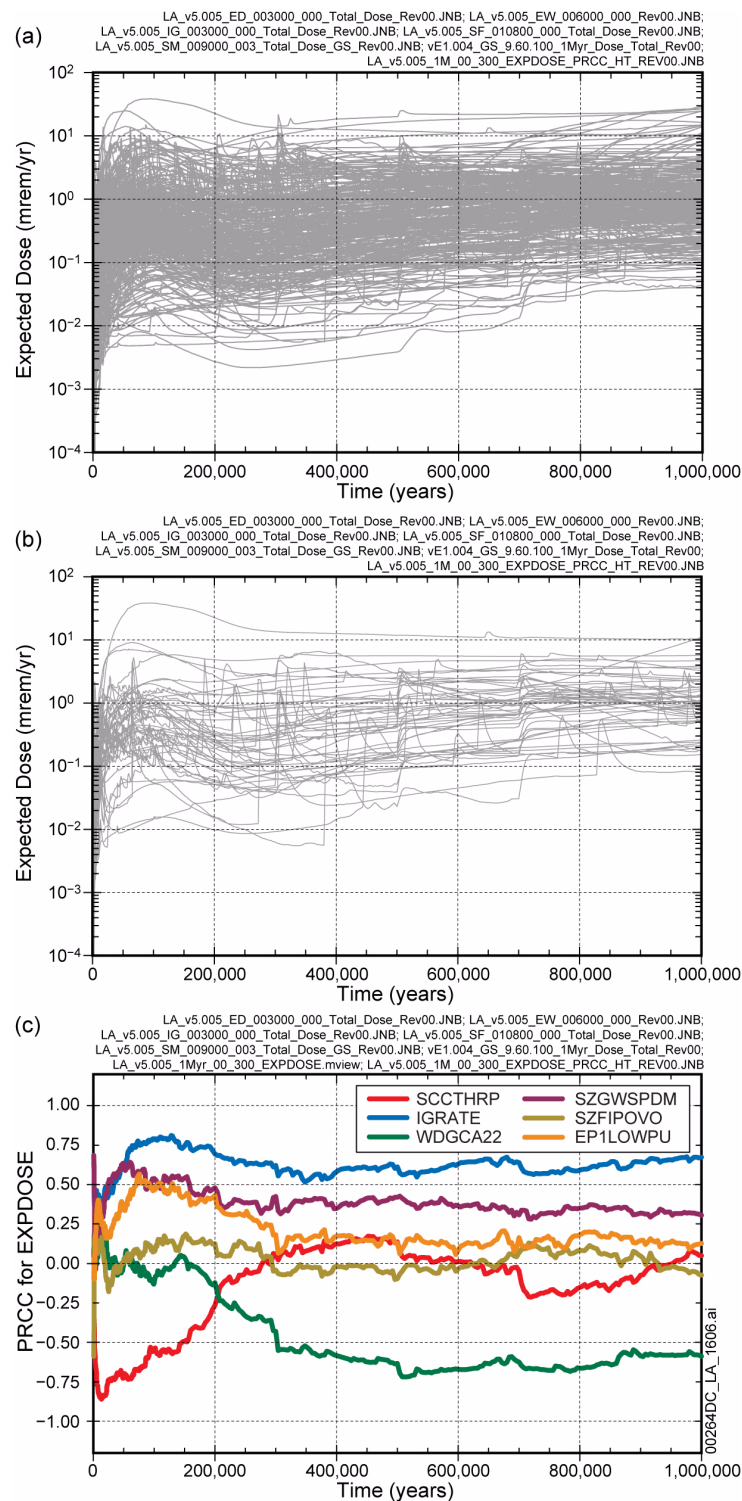 (a)
LA_v5.005_ED_003000_000_Total_Dose_Rev00.JNB; LA_v5.005_EW_006000_000_Rev00.JNB;
LA_v5.005_IG_003000_000_Total_Dose_Rev00.JNB; LA_v5.005_SF_010800_000_Total_Dose_Rev00.JNB;
LA_v5.005_SM_009000_003_Total_Dose_GS_Rev00.JNB; vE1.004_GS_9.60.100_1Myr_Dose_Total_Rev00;
LA_v5.005_1M_00_300_EXPDOSE_PRCC_HT_REV00.JNB
Expected Dose (mrem/yr)
10²
10¹
10⁰
10⁻¹
10⁻²
10⁻³
10⁻⁴
0 200,000 400,000 600,000 800,000 1,000,000
Time (years)
(b)
LA_v5.005_ED_003000_000_Total_Dose_Rev00.JNB; LA_v5.005_EW_006000_000_Rev00.JNB;
LA_v5.005_IG_003000_000_Total_Dose_Rev00.JNB; LA_v5.005_SF_010800_000_Total_Dose_Rev00.JNB;
LA_v5.005_SM_009000_003_Total_Dose_GS_Rev00.JNB; vE1.004_GS_9.60.100_1Myr_Dose_Total_Rev00;
LA_v5.005_1M_00_300_EXPDOSE_PRCC_HT_REV00.JNB
Expected Dose (mrem/yr)
10²
10¹
10⁰
10⁻¹
10⁻²
10⁻³
10⁻⁴
0 200,000 400,000 600,000 800,000 1,000,000
Time (years)
(c)
LA_v5.005_ED_003000_000_Total_Dose_Rev00.JNB; LA_v5.005_EW_006000_000_Rev00.JNB;
LA_v5.005_IG_003000_000_Total_Dose_Rev00.JNB; LA_v5.005_SF_010800_000_Total_Dose_Rev00.JNB;
LA_v5.005_SM_009000_003_Total_Dose_GS_Rev00.JNB; vE1.004_GS_9.60.100_1Myr_Dose_Total_Rev00;
LA_v5.005_1Myr_00_300_EXPDOSE.mview; LA_v5.005_1M_00_300_EXPDOSE_PRCC_HT_REV00.JNB
PRCC for EXPDOSE
1.00
0.75
0.50
0.25
0.00
−0.25
−0.50
−0.75
−1.00
SCCTHRP SZGWSPDM
IGRATE SZFIPOVO
WDGCA22 EP1LOWPU
0 200,000 400,000 600,000 800,000 1,000,000
Time (years)
00264DC_LA_1606.ai